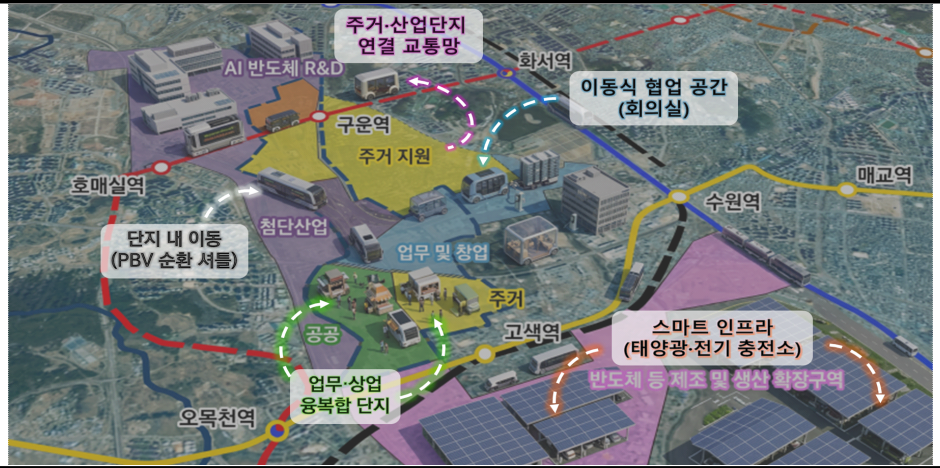 주거·산업단지
연결 교통망
AI 반도체 R&D
화서역
이동식 협업 공간
(회의실)
구운역
주거 지원
호매실역
매교역
수원역
첨단산업
단지 내 이동
(PBV 순환 셔틀)
업무 및 창업
주거
공공
고색역
스마트 인프라
(태양광·전기 충전소)
반도체 등 제조 및 생산 확장구역
업무·상업
융복합 단지
오목천역